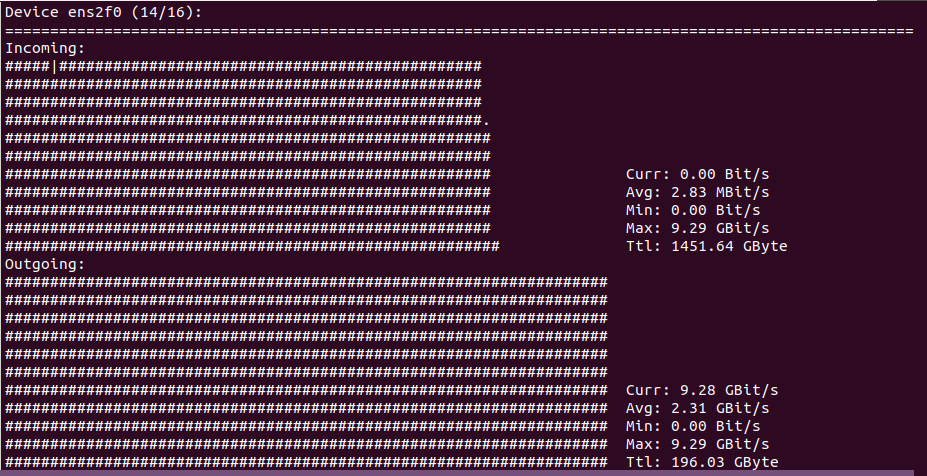 Device ens2f0 (14/16):
=====================================================================================================
Incoming:
#####|###############################################
#####################################################
#####################################################
#####################################################.
######################################################
######################################################
###################################################### Curr: 0.00 Bit/s
###################################################### Avg: 2.83 MBit/s
###################################################### Min: 0.00 Bit/s
###################################################### Max: 9.29 GBit/s
####################################################### Ttl: 1451.64 GByte
Outgoing:
###################################################################
###################################################################
###################################################################
###################################################################
###################################################################
###################################################################
################################################################### Curr: 9.28 GBit/s
################################################################### Avg: 2.31 GBit/s
################################################################### Min: 0.00 Bit/s
################################################################### Max: 9.29 GBit/s
################################################################### Ttl: 196.03 GByte